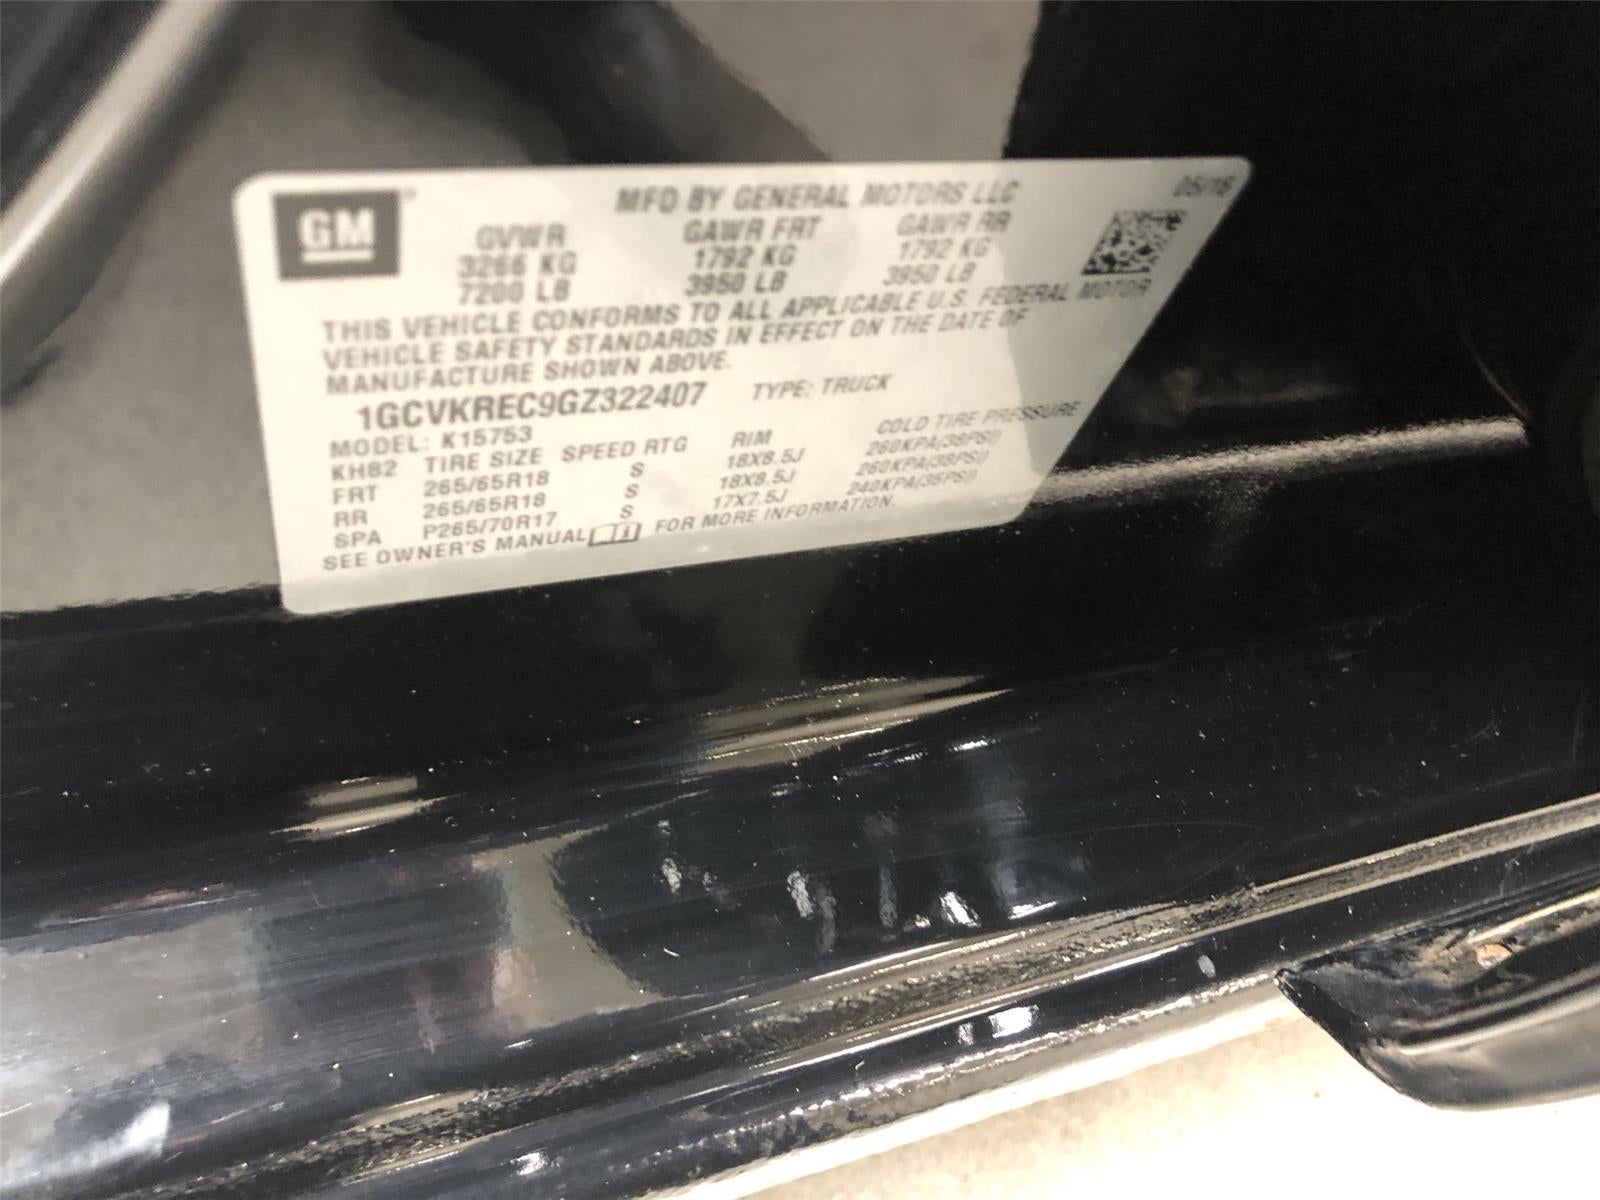 GM®
MFD BY GENERAL MOTORS LLC
05/16
GVWR GAWR FRT GAWR RR
3266 KG 1792 KG 1792 KG
7200 LB 3950 LB 3950 LB
THIS VEHICLE CONFORMS TO ALL APPLICABLE U.S. FEDERAL MOTOR
VEHICLE SAFETY STANDARDS IN EFFECT ON THE DATE OF
MANUFACTURE SHOWN ABOVE.
1GCVKREC9GZ322407 TYPE: TRUCK
MODEL: K15753
KHB2 TIRE SIZE SPEED RTG RIM COLD TIRE PRESSURE
FRT 265/65R18 S 18X8.5J 260KPA(38PSI)
RR 265/65R18 S 18X8.5J 260KPA(38PSI)
SPA P265/70R17 S 17X7.5J 240KPA(35PSI)
SEE OWNER'S MANUAL FOR MORE INFORMATION.